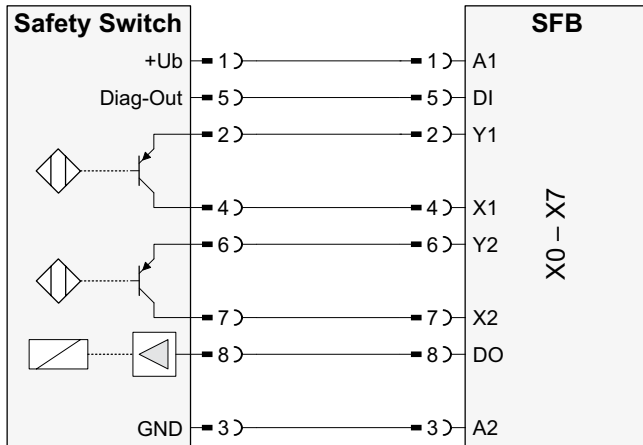 Safety Switch SFB
+Ub 1 1 A1
Diag-Out 5 5 DI
2 2 Y1
4 4 X1
X0 – X7
6 6 Y2
7 7 X2
8 8 DO
GND 3 3 A2